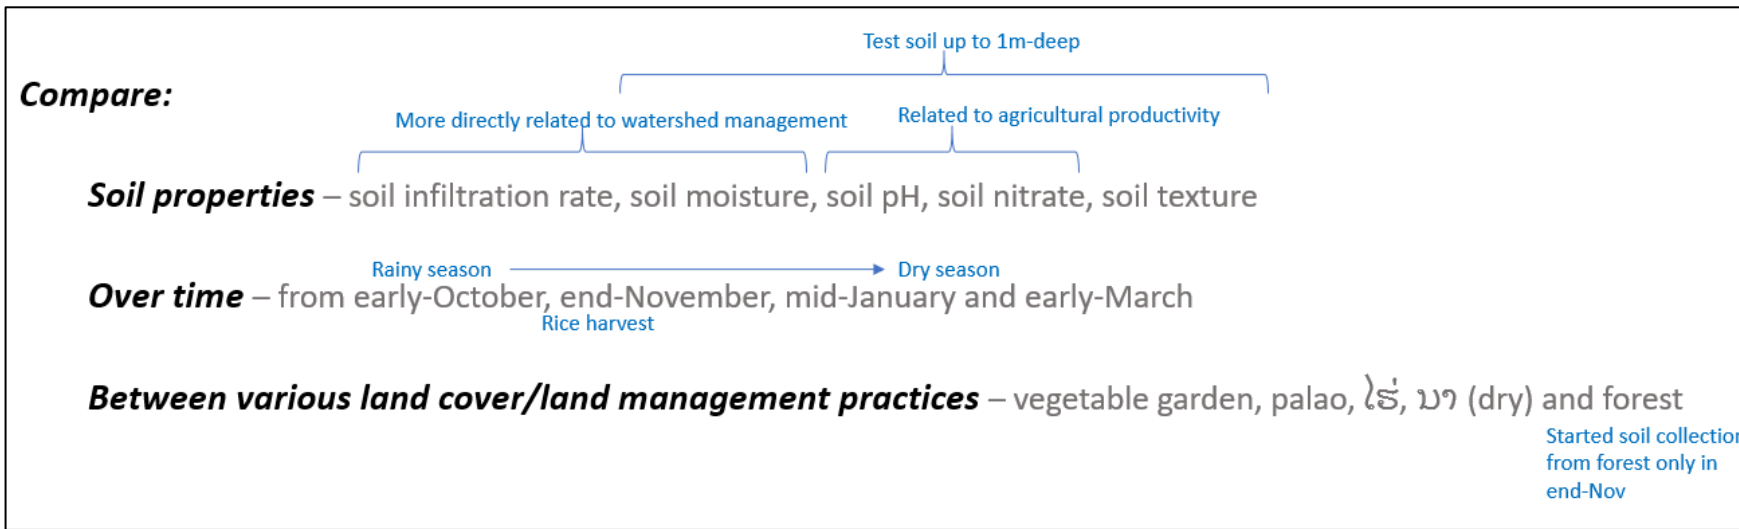 Test soil up to 1m-deep
Compare:
More directly related to watershed management
Related to agricultural productivity
Soil properties – soil infiltration rate, soil moisture, soil pH, soil nitrate, soil texture
Rainy season
Dry season
Over time – from early-October, end-November, mid-January and early-March
Rice harvest
Between various land cover/land management practices – vegetable garden, palao, ໄຮ່, ນາ (dry) and forest
Started soil collection
from forest only in
end-Nov